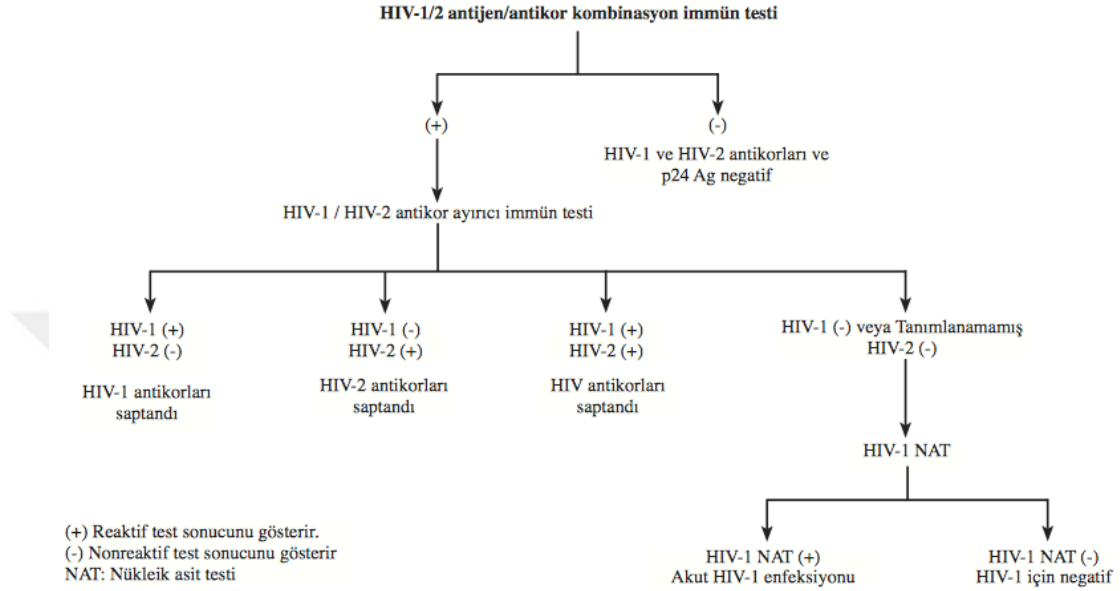 HIV-1/2 antijen/antikor kombinasyon immün testi
(+)
(-)
HIV-1 ve HIV-2 antikorları ve
p24 Ag negatif
HIV-1 / HIV-2 antikor ayırıcı immün testi
HIV-1 (+)
HIV-2 (-)
HIV-1 antikorları
saptandı
HIV-1 (-)
HIV-2 (+)
HIV-2 antikorları
saptandı
HIV-1 (+)
HIV-2 (+)
HIV antikorları
saptandı
HIV-1 (-) veya Tanımlanamamış
HIV-2 (-)
HIV-1 NAT
HIV-1 NAT (+)
Akut HIV-1 enfeksiyonu
HIV-1 NAT (-)
HIV-1 için negatif
(+) Reaktif test sonucunu gösterir.
(-) Nonreaktif test sonucunu gösterir
NAT: Nükleik asit testi